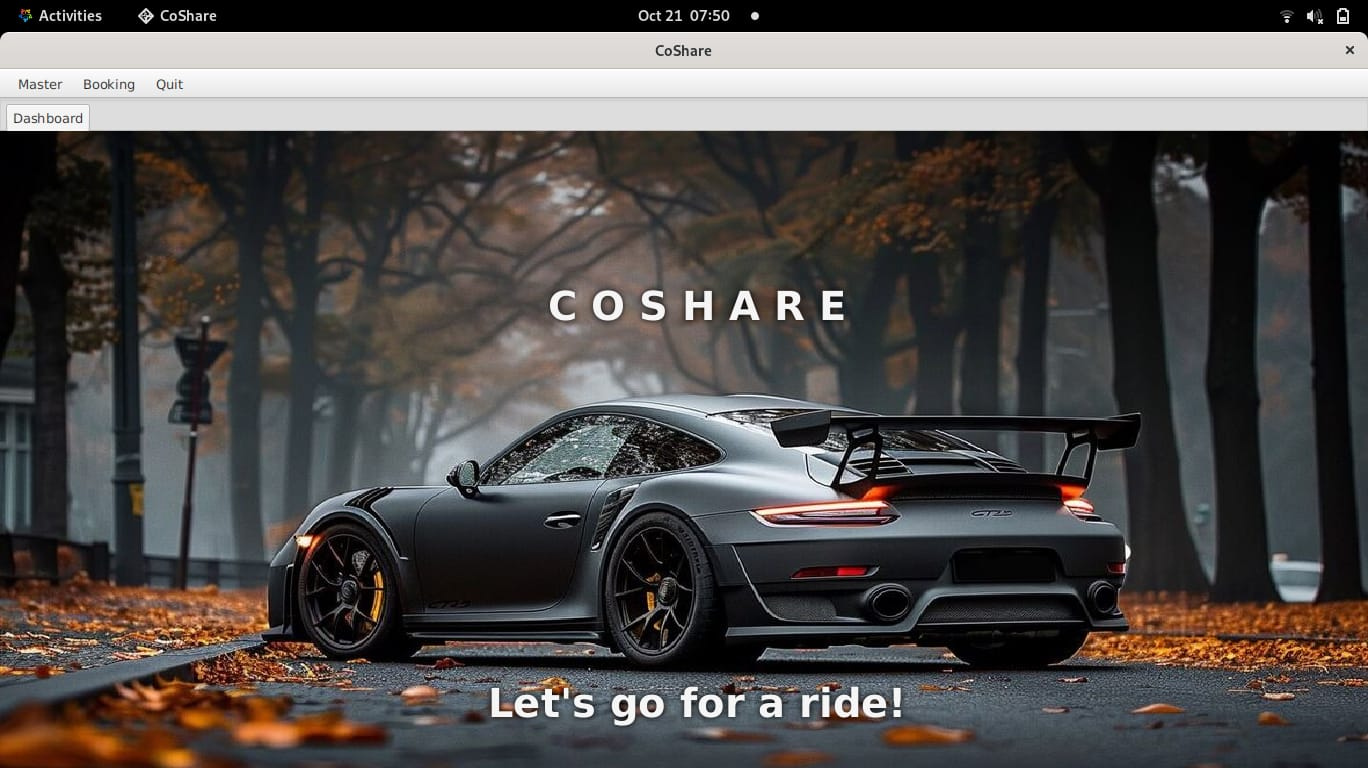 Activities CoShare Oct 21 07:50
CoShare
Master Booking Quit
Dashboard
COSHARE
Let's go for a ride!